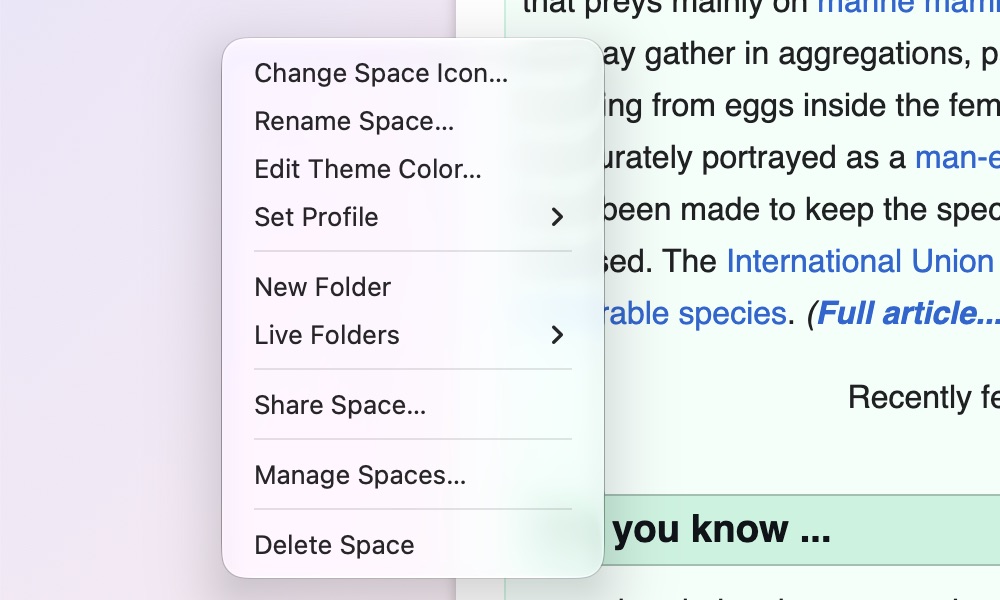 that preys mainly on marine
Change Space Icon...
ay gather in aggregations, p
Rename Space...
ing from eggs inside the fem
Edit Theme Color...
urately portrayed as a man-e
Set Profile
been made to keep the spec
sed. The International Union
New Folder
rable species. (Full article...
Live Folders
Recently fe
Share Space...
Manage Spaces...
you know ...
Delete Space